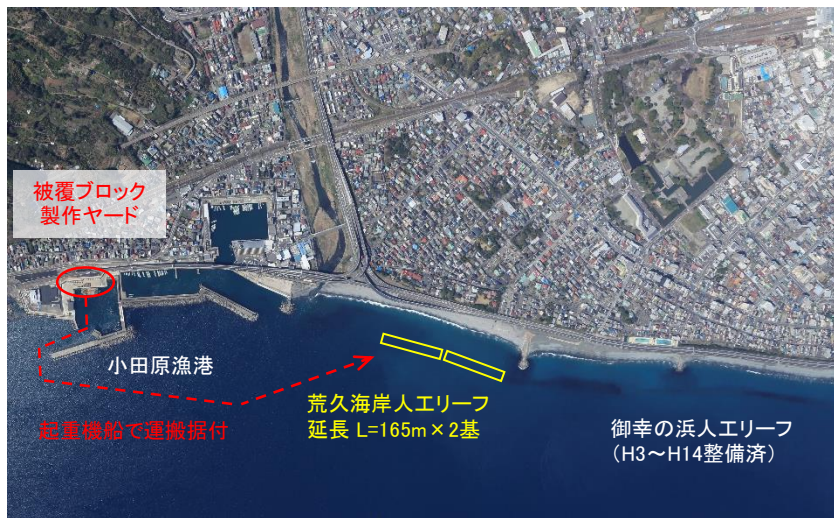 被覆ブロック
製作ヤード
小田原漁港
起重機船で運搬据付
荒久海岸人工リーフ
延長 L=165m×2基
御幸の浜人工リーフ
（H3～H14整備済）